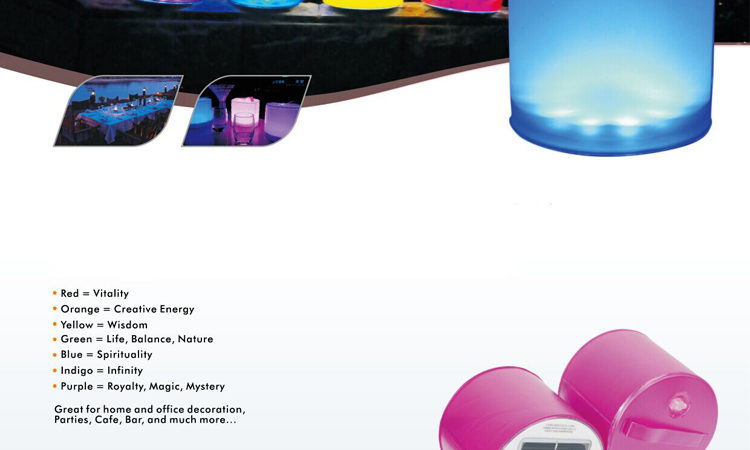 Red = Vitality
Orange = Creative Energy
Yellow = Wisdom
Green = Life, Balance, Nature
Blue = Spirituality
Indigo = Infinity
Purple = Royalty, Magic, Mystery
Great for home and office decoration,
Parties, Cafe, Bar, and much more...